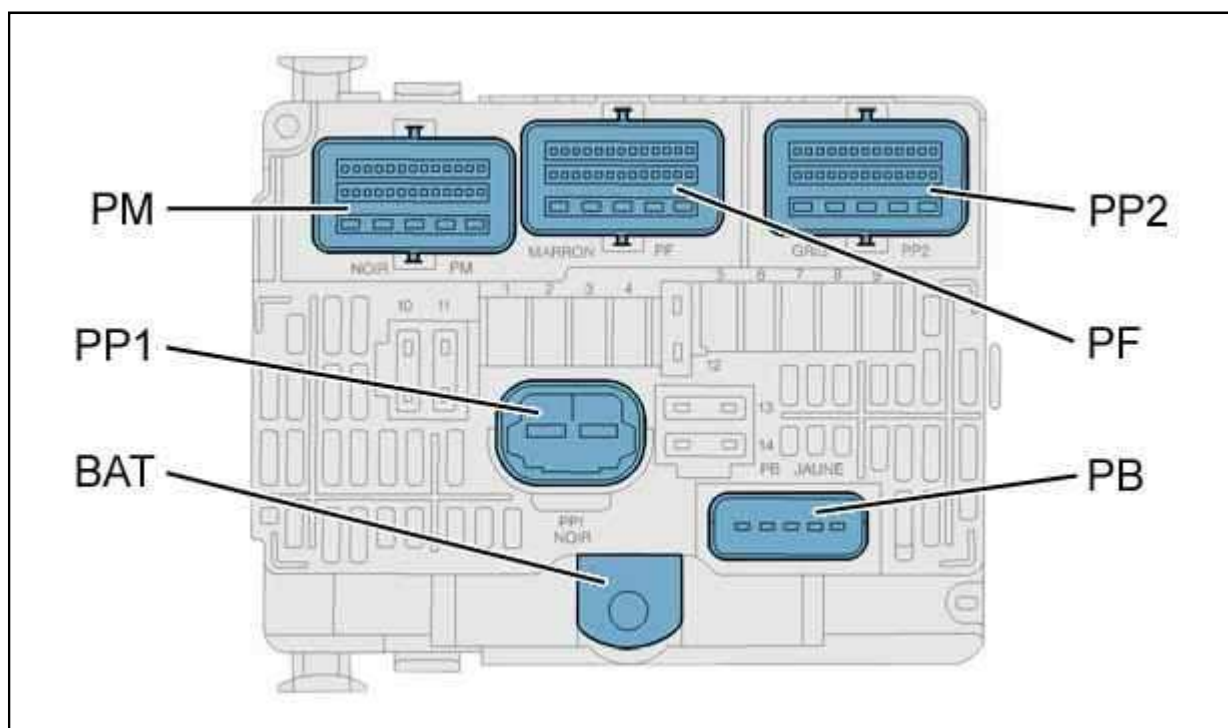 PM
PP1
BAT
PP2
PF
PB
NOIR PM
MARRON PF
GRIS PP2
1 2 3 4
5 6 7 8 9
10 11
12
13
14
PB JAUNE
PP1
NOIR